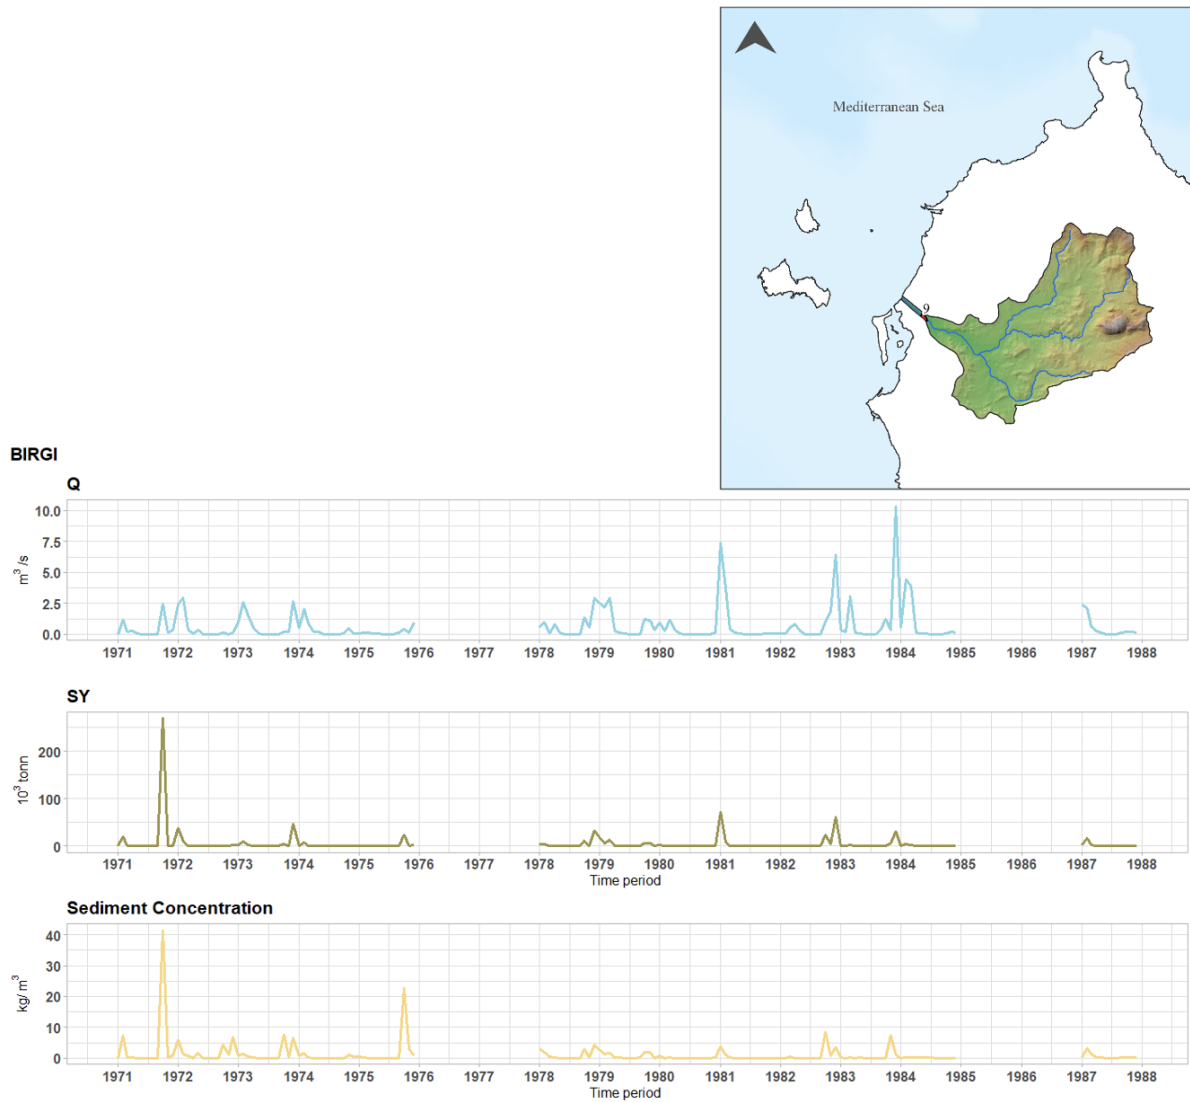 Mediterranean Sea
9
BIRGI
Q
10.0
7.5
5.0
2.5
0.0
m³ /s
1971 1972 1973 1974 1975 1976 1977 1978 1979 1980 1981 1982 1983 1984 1985 1986 1987 1988
SY
200
100
0
10³ tonn
1971 1972 1973 1974 1975 1976 1977 1978 1979 1980 1981 1982 1983 1984 1985 1986 1987 1988
Time period
Sediment Concentration
40
30
20
10
0
kg/ m³
1971 1972 1973 1974 1975 1976 1977 1978 1979 1980 1981 1982 1983 1984 1985 1986 1987 1988
Time period